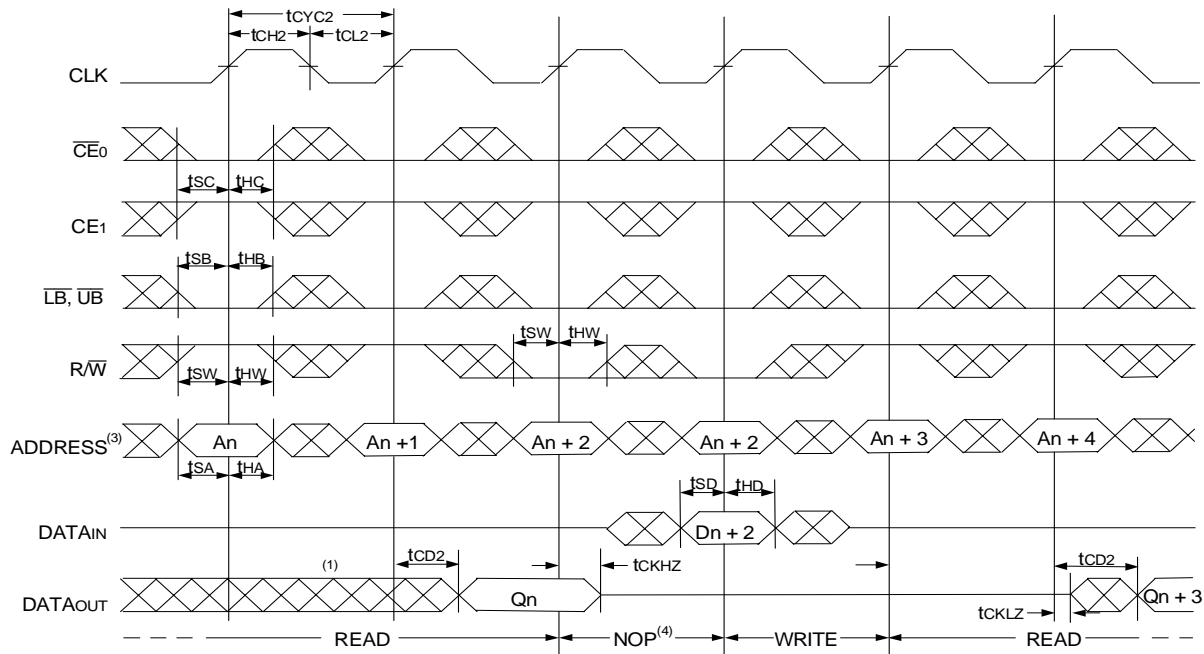 tCYC2
tCH2 tCL2
CLK
CE0
tSC tHC
CE1
tSB tHB
LB, UB
tSW tHW
R/W
tSW tHW
ADDRESS(3) An An +1 An + 2 An + 2 An + 3 An + 4
tSA tHA
tSD tHD
DATAIN Dn + 2
tCD2 tCKHZ tCD2
(1)
DATAOUT Qn Qn + 3
tCKLZ
READ NOP(4) WRITE READ